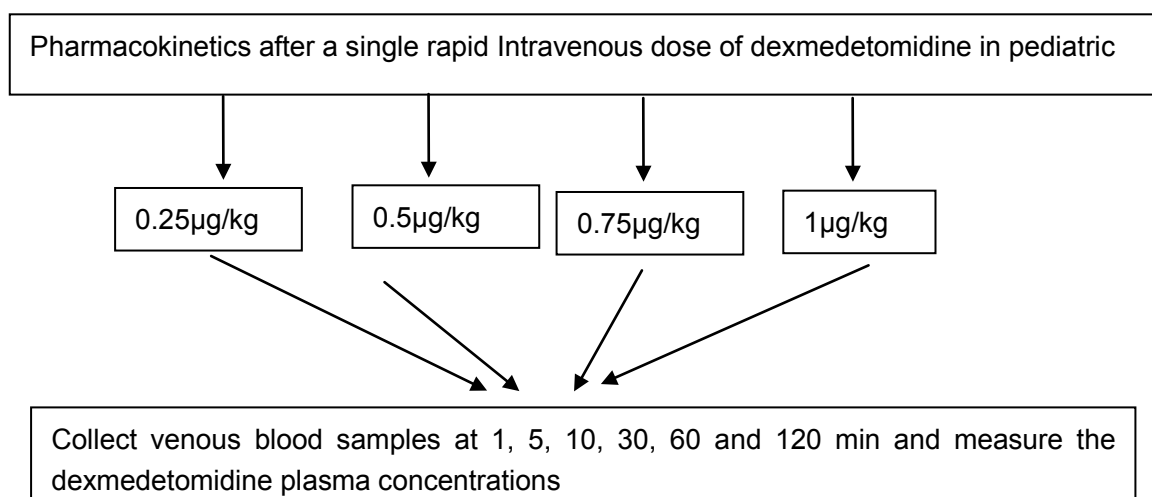 Pharmacokinetics after a single rapid Intravenous dose of dexmedetomidine in pediatric
0.25µg/kg
0.5µg/kg
0.75µg/kg
1µg/kg
Collect venous blood samples at 1, 5, 10, 30, 60 and 120 min and measure the
dexmedetomidine plasma concentrations